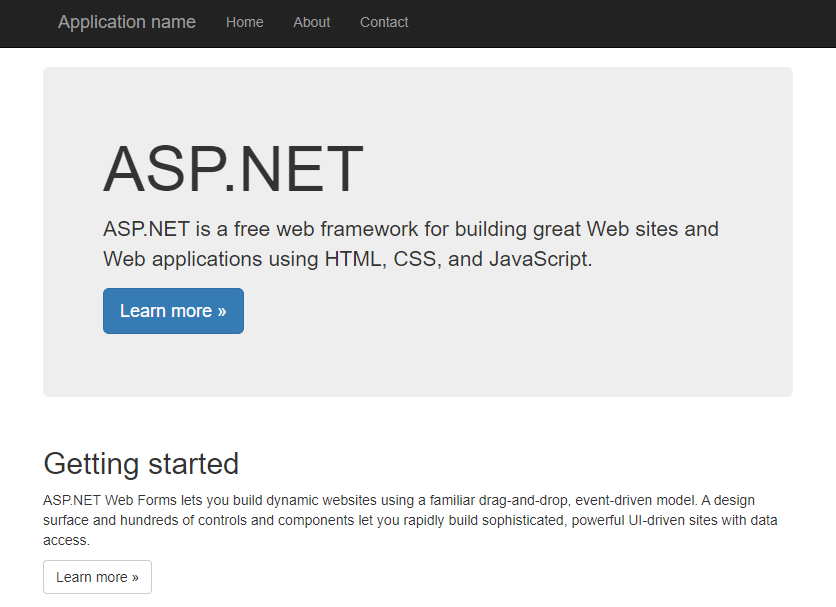 Application name Home About Contact
ASP.NET
ASP.NET is a free web framework for building great Web sites and
Web applications using HTML, CSS, and JavaScript.
Learn more »
Getting started
ASP.NET Web Forms lets you build dynamic websites using a familiar drag-and-drop, event-driven model. A design
surface and hundreds of controls and components let you rapidly build sophisticated, powerful UI-driven sites with data
access.
Learn more »